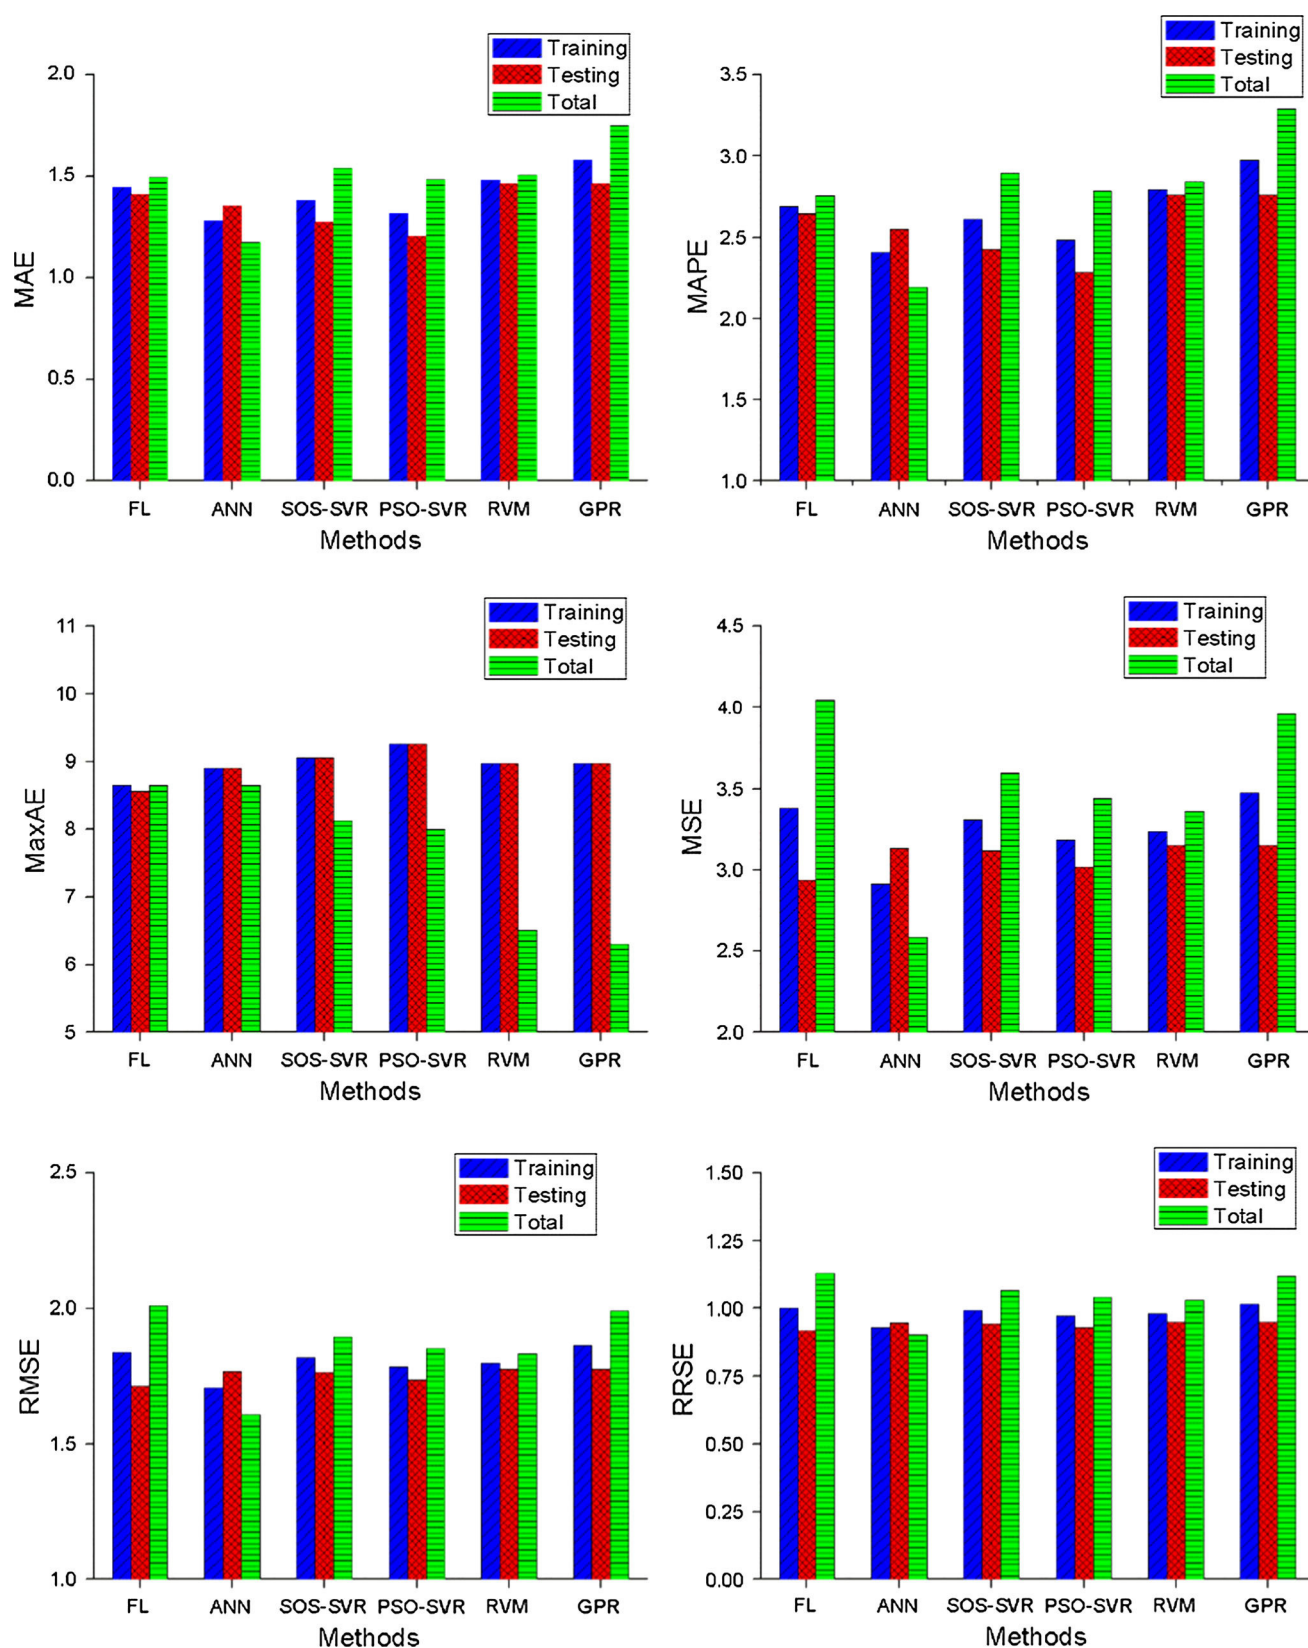 Training
Testing
Total
2.0
1.5
1.0
0.5
0.0
MAE
FL ANN SOS-SVR PSO-SVR RVM GPR
Methods
Training
Testing
Total
3.5
3.0
2.5
2.0
1.5
1.0
MAPE
FL ANN SOS-SVR PSO-SVR RVM GPR
Methods
Training
Testing
Total
11
10
9
8
7
6
5
MaxAE
FL ANN SOS-SVR PSO-SVR RVM GPR
Methods
Training
Testing
Total
4.5
4.0
3.5
3.0
2.5
2.0
MSE
FL ANN SOS-SVR PSO-SVR RVM GPR
Methods
Training
Testing
Total
2.5
2.0
1.5
1.0
RMSE
FL ANN SOS-SVR PSO-SVR RVM GPR
Methods
Training
Testing
Total
1.50
1.25
1.00
0.75
0.50
0.25
0.00
RRSE
FL ANN SOS-SVR PSO-SVR RVM GPR
Methods